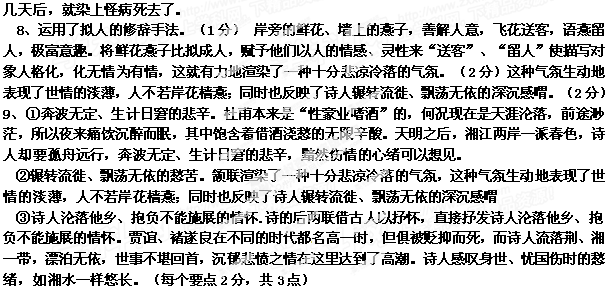 几天后，就染上怪病死去了。
8、运用了拟人的修辞手法。（1分） 岸旁的鲜花、墙上的燕子，善解人意，飞花送客，语燕留
人，极富意趣。将鲜花燕子比拟成人，赋予他们以人的情感、灵性来“送客”、“留人”使描写对
象人格化，化无情为有情，这就有力地渲染了一种十分悲凉冷落的气氛。（2分）这种气氛生动地
表现了世情的淡薄，人不若岸花樯燕；同时也反映了诗人辗转流徙、飘荡无依的深沉感喟。（2分）
9、①奔波无定、生计日窘的悲辛。杜甫本来是“性豪业嗜酒”的，何况现在是天涯沦落，前途渺
茫，所以夜来痛饮沉醉而眠，其中饱含着借酒浇愁的无限辛酸。天明之后，湘江两岸一派春色，诗
人却要孤舟远行，奔波无定、生计日窘的悲辛，黯然伤情的心绪可以想见。
②辗转流徙、飘荡无依的愁苦。颔联渲染了一种十分悲凉冷落的气氛，这种气氛生动地表现了世
情的淡薄，人不若岸花樯燕；同时也反映了诗人辗转流徙、飘荡无依的深沉感喟
③诗人沦落他乡、抱负不能施展的情怀.诗的后两联借古人以抒怀，直接抒发诗人沦落他乡、抱
负不能施展的情怀。贾谊、褚遂良在不同的时代都名高一时，但俱被贬抑而死，而诗人流落荆、湘
一带，漂泊无依，世事不堪回首，沉郁悲愤之情在这里达到了高潮。诗人感叹身世、忧国伤时的愁
绪，如湘水一样悠长。（每个要点2分，共3点）